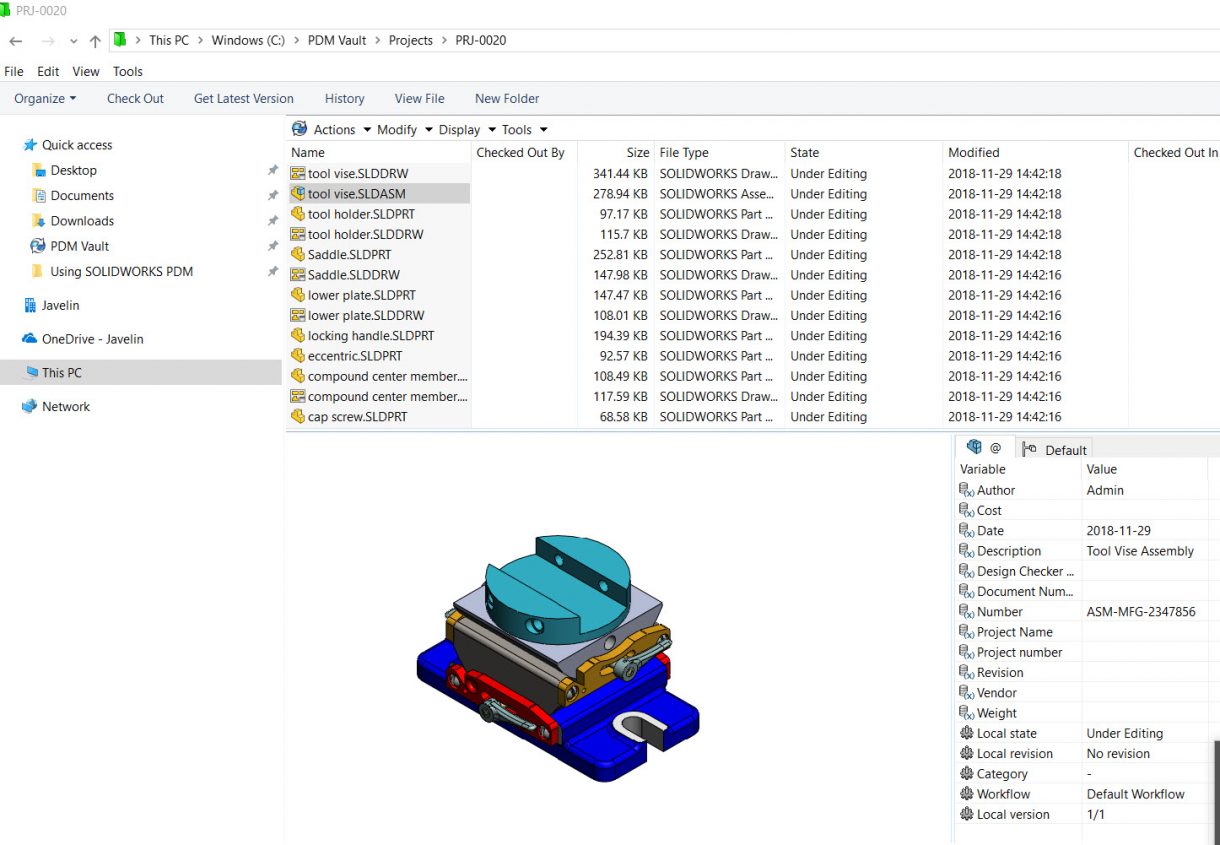 PRJ-0020
This PC > Windows (C:) > PDM Vault > Projects > PRJ-0020
File Edit View Tools
Organize Check Out Get Latest Version History View File New Folder
Quick access
Desktop
Documents
Downloads
PDM Vault
Using SOLIDWORKS PDM
Javelin
OneDrive - Javelin
This PC
Network
Actions Modify Display Tools
Name Checked Out By Size File Type State Modified Checked Out In
tool vise.SLDDRW 341.44 KB SOLIDWORKS Draw... Under Editing 2018-11-29 14:42:18
tool vise.SLDASM 278.94 KB SOLIDWORKS Asse... Under Editing 2018-11-29 14:42:18
tool holder.SLDPRT 97.17 KB SOLIDWORKS Part ... Under Editing 2018-11-29 14:42:18
tool holder.SLDDRW 115.7 KB SOLIDWORKS Draw... Under Editing 2018-11-29 14:42:18
Saddle.SLDPRT 252.81 KB SOLIDWORKS Part ... Under Editing 2018-11-29 14:42:18
Saddle.SLDDRW 147.98 KB SOLIDWORKS Draw... Under Editing 2018-11-29 14:42:16
lower plate.SLDPRT 147.47 KB SOLIDWORKS Part ... Under Editing 2018-11-29 14:42:16
lower plate.SLDDRW 108.01 KB SOLIDWORKS Draw... Under Editing 2018-11-29 14:42:16
locking handle.SLDPRT 194.39 KB SOLIDWORKS Part ... Under Editing 2018-11-29 14:42:16
eccentric.SLDPRT 92.57 KB SOLIDWORKS Part ... Under Editing 2018-11-29 14:42:16
compound center member.... 108.49 KB SOLIDWORKS Part ... Under Editing 2018-11-29 14:42:16
compound center member.... 117.59 KB SOLIDWORKS Draw... Under Editing 2018-11-29 14:42:16
cap screw.SLDPRT 68.58 KB SOLIDWORKS Part ... Under Editing 2018-11-29 14:42:16
@ Default
Variable Value
Author Admin
Cost
Date 2018-11-29
Description Tool Vise Assembly
Design Checker ...
Document Num...
Number ASM-MFG-2347856
Project Name
Project number
Revision
Vendor
Weight
Local state Under Editing
Local revision No revision
Category -
Workflow Default Workflow
Local version 1/1